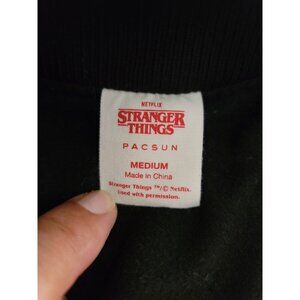 NETFLIX
STRANGER
THINGS
PACSUN
MEDIUM
Made in China
Stranger Things ™/© Netflix.
Used with permission.